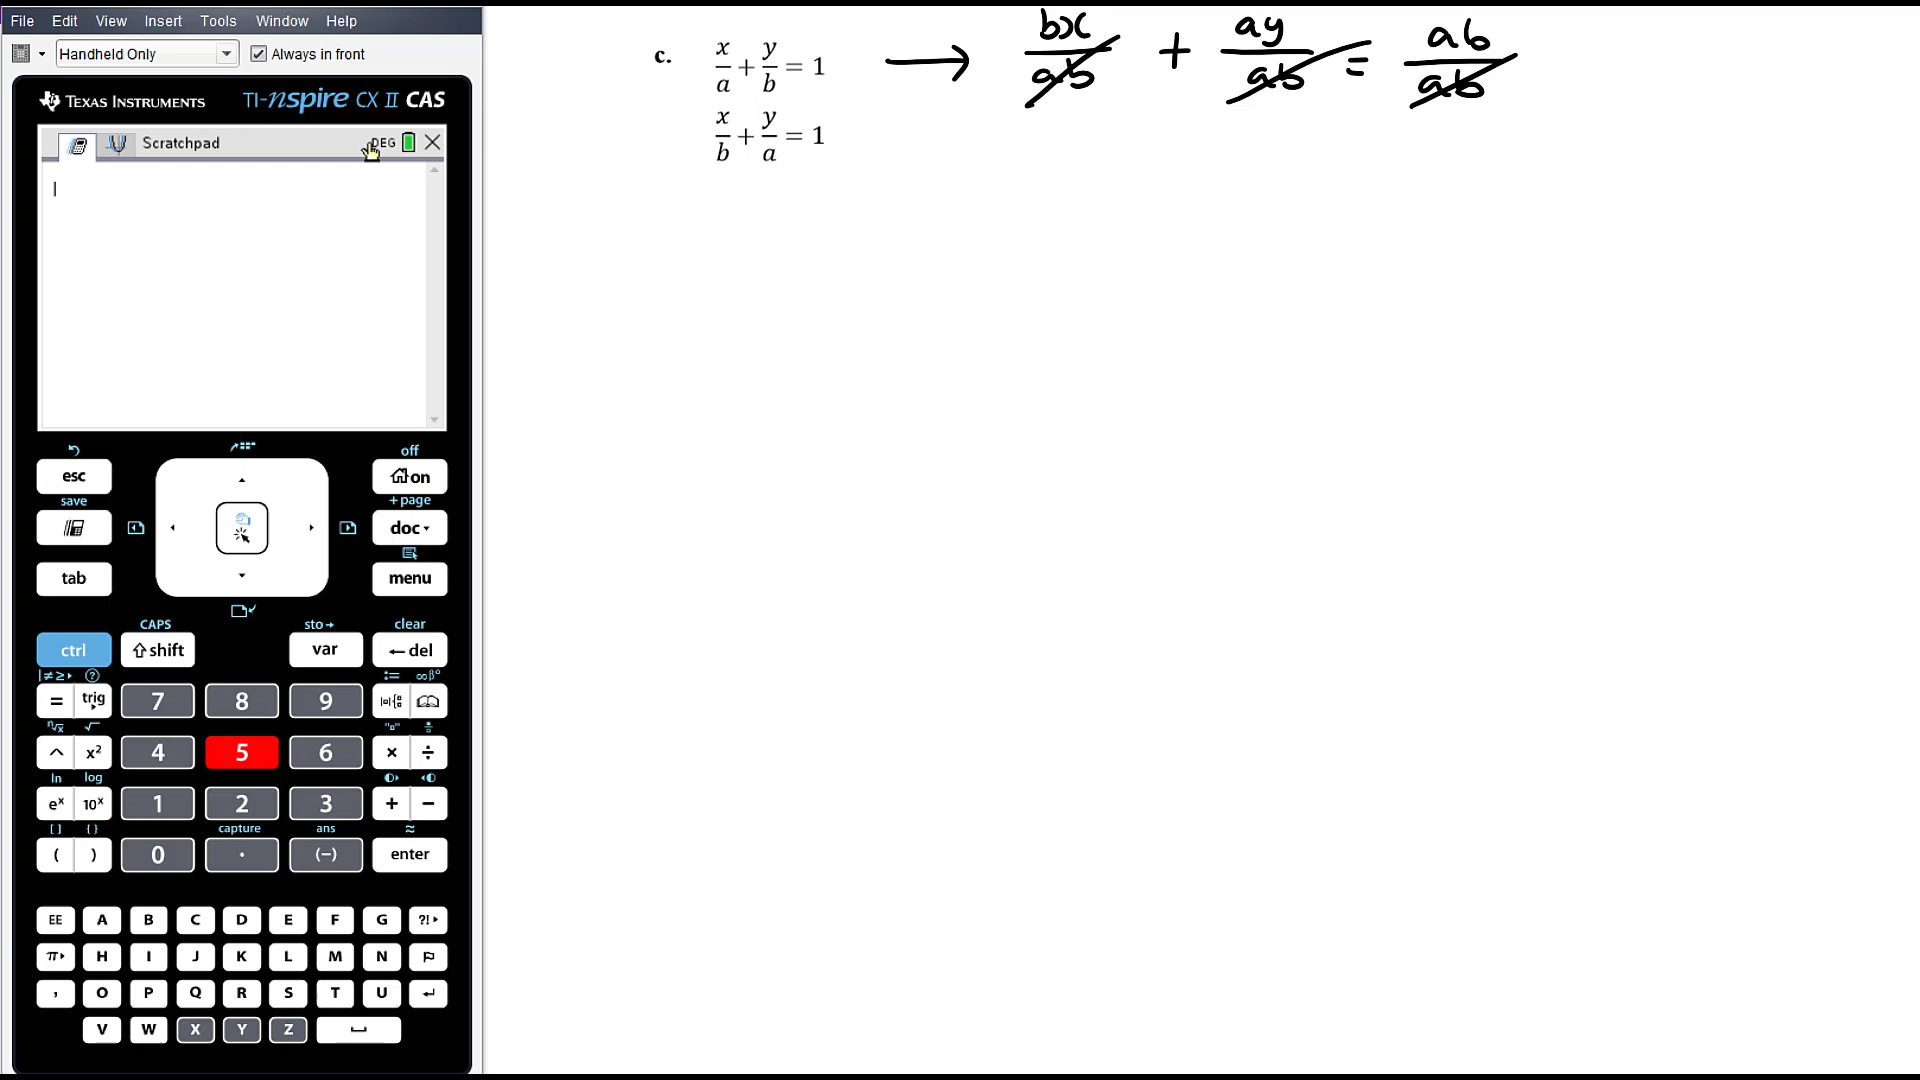 File Edit View Insert Tools Window Help
Handheld Only Always in front
TEXAS INSTRUMENTS TI-nspire CX II CAS
Scratchpad DEG
off
esc on
save +page
doc
tab menu
CAPS sto→ clear
ctrl ⇧shift var ←del
|≠≥▸ ? := ∞β°
= trig 7 8 9
ⁿ√x √
^ x² 4 5 6 × ÷
ln log
eˣ 10ˣ 1 2 3 + −
[ ] { } capture ans ≈
( ) 0 . (−) enter
EE A B C D E F G ?!▸
π▸ H I J K L M N
, O P Q R S T U ↵
V W X Y Z
c. x/a + y/b = 1 → bx/ab + ay/ab = ab/ab
x/b + y/a = 1